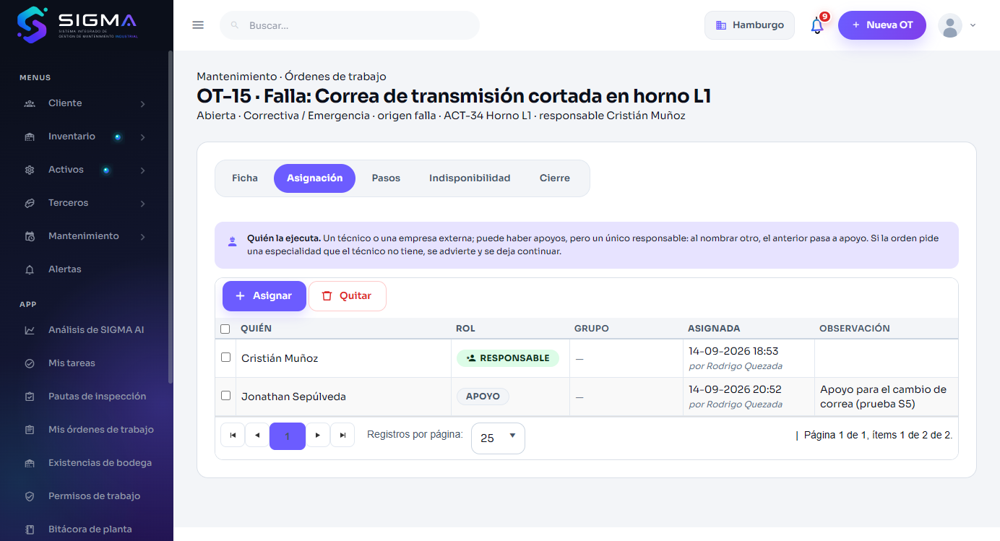 SIGMA
SISTEMA INTEGRADO DE
GESTIÓN DE MANTENIMIENTO INDUSTRIAL
Buscar...
Hamburgo
9
+ Nueva OT
MENUS
Cliente
Inventario
Activos
Terceros
Mantenimiento
Alertas
APP
Análisis de SIGMA AI
Mis tareas
Pautas de inspección
Mis órdenes de trabajo
Existencias de bodega
Permisos de trabajo
Bitácora de planta
Mantenimiento · Órdenes de trabajo
OT-15 · Falla: Correa de transmisión cortada en horno L1
Abierta · Correctiva / Emergencia · origen falla · ACT-34 Horno L1 · responsable Cristián Muñoz
Ficha Asignación Pasos Indisponibilidad Cierre
Quién la ejecuta. Un técnico o una empresa externa; puede haber apoyos, pero un único responsable: al nombrar otro, el anterior pasa a apoyo. Si la orden pide
una especialidad que el técnico no tiene, se advierte y se deja continuar.
+ Asignar Quitar
QUIÉN ROL GRUPO ASIGNADA OBSERVACIÓN
Cristián Muñoz RESPONSABLE — 14-09-2026 18:53
por Rodrigo Quezada
Jonathan Sepúlveda APOYO — 14-09-2026 20:52 Apoyo para el cambio de
por Rodrigo Quezada correa (prueba S5)
1 Registros por página: 25 | Página 1 de 1, ítems 1 de 2 de 2.